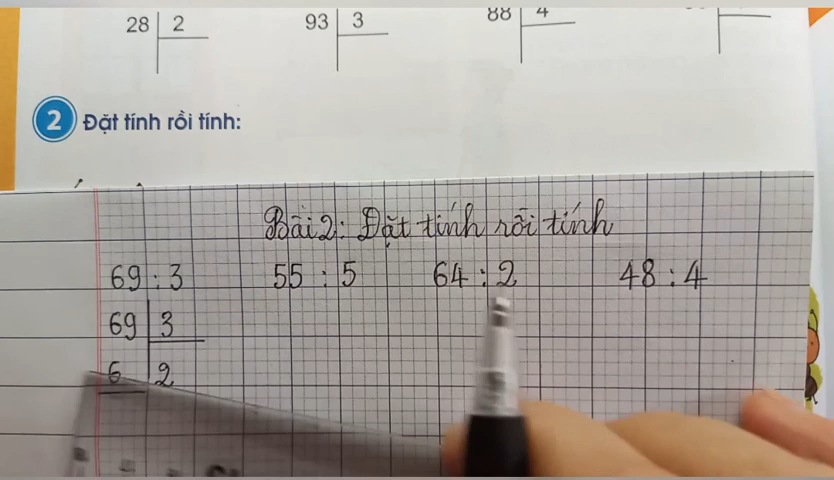 28 2 93 3 88 4
2 Đặt tính rồi tính:
Bài 2: Đặt tính rồi tính
69 : 3 55 : 5 64 : 2 48 : 4
69 3
6 2